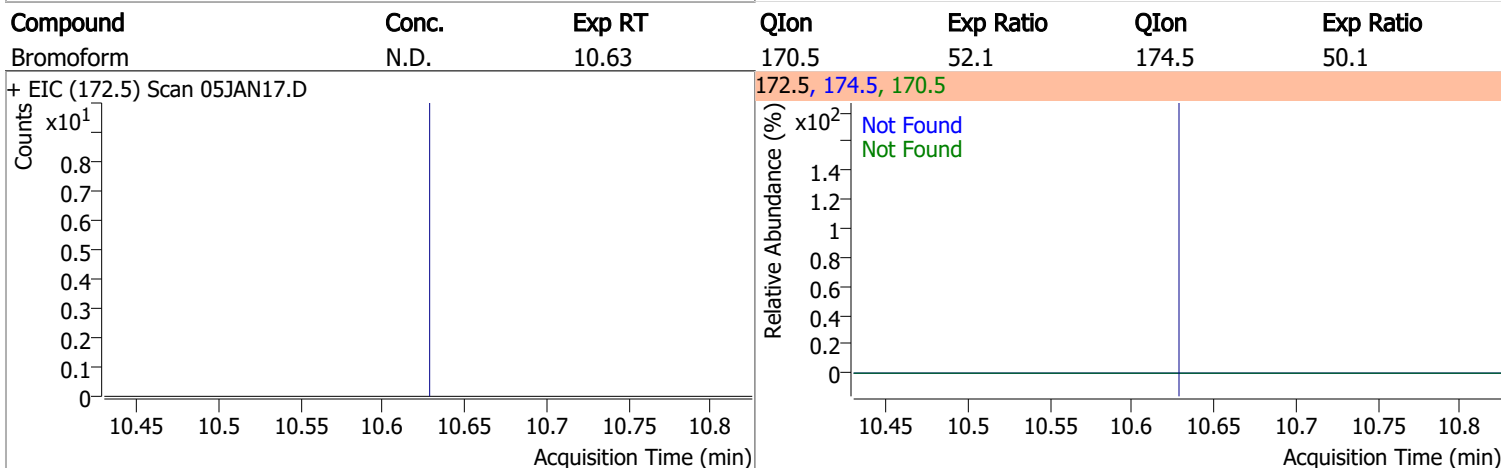 Compound Conc. Exp RT QIon Exp Ratio QIon Exp Ratio
Bromoform N.D. 10.63 170.5 52.1 174.5 50.1
+ EIC (172.5) Scan 05JAN17.D
Counts
x10¹
0.8
0.7
0.6
0.5
0.4
0.3
0.2
0.1
0
10.45 10.5 10.55 10.6 10.65 10.7 10.75 10.8
Acquisition Time (min)
172.5, 174.5, 170.5
Relative Abundance (%)
x10²
Not Found
Not Found
1.4
1.2
1
0.8
0.6
0.4
0.2
0
10.45 10.5 10.55 10.6 10.65 10.7 10.75 10.8
Acquisition Time (min)